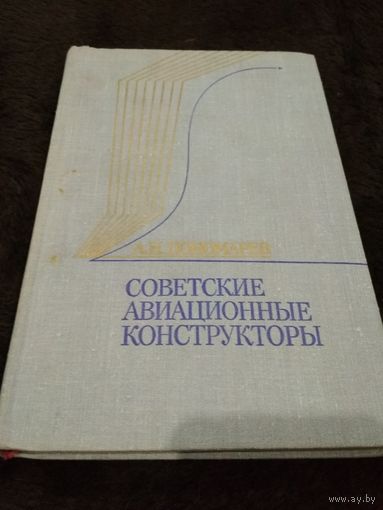 А.Н. ПОНОМАРЕВ
СОВЕТСКИЕ
АВИАЦИОННЫЕ
КОНСТРУКТОРЫ
www.ay.by